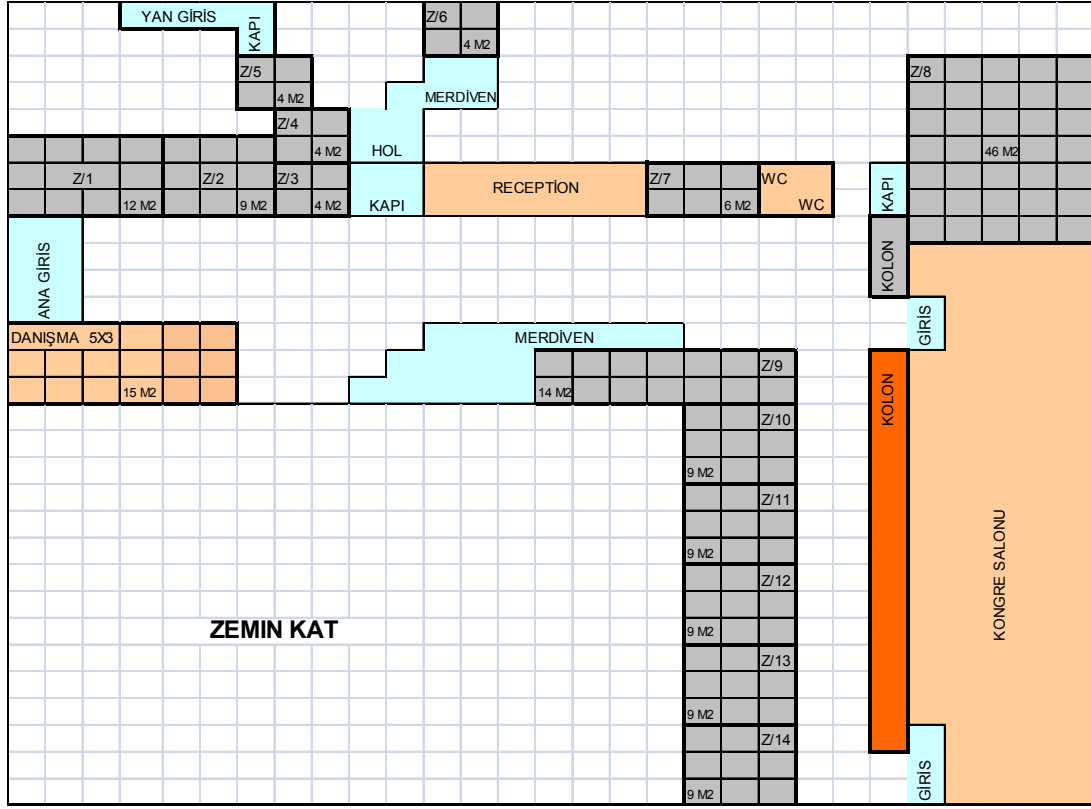 YAN GİRİS
KAPI
Z/6
4 M2
Z/5
4 M2
MERDİVEN
Z/8
46 M2
Z/4
4 M2
HOL
Z/1
12 M2
Z/2
9 M2
Z/3
4 M2
KAPI
RECEPTİON
Z/7
6 M2
WC
WC
KAPI
KOLON
ANA GİRİS
GİRİS
DANIŞMA 5X3
15 M2
MERDİVEN
14 M2
Z/9
KOLON
Z/10
9 M2
Z/11
9 M2
Z/12
9 M2
ZEMIN KAT
KONGRE SALONU
Z/13
9 M2
Z/14
9 M2
GİRİS